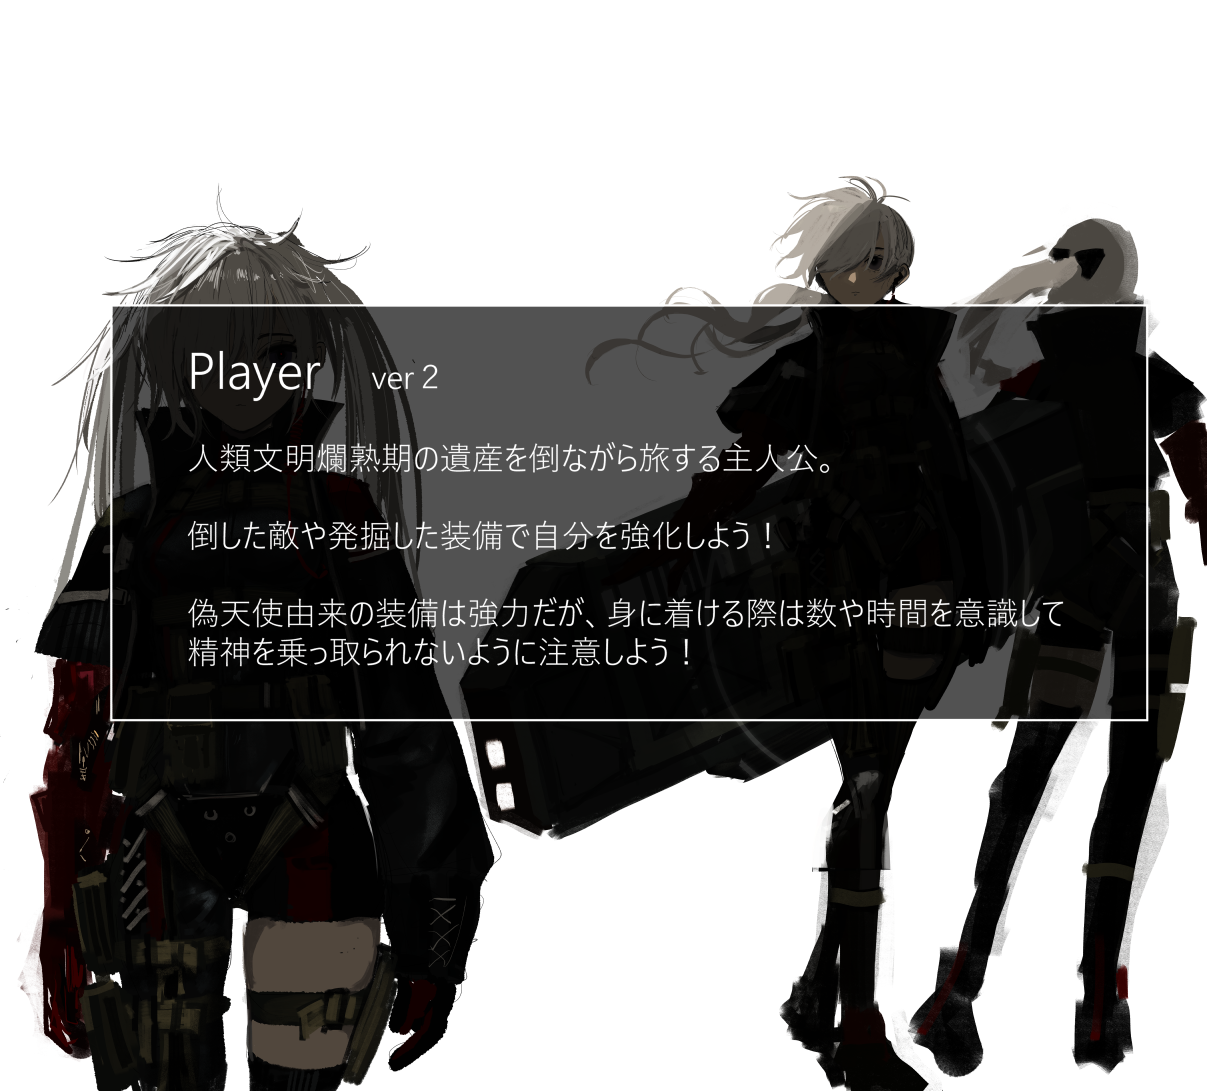 Player ver 2
人類文明爛熟期の遺産を倒ながら旅する主人公。
倒した敵や発掘した装備で自分を強化しよう！
偽天使由来の装備は強力だが、身に着ける際は数や時間を意識して
精神を乗っ取られないように注意しよう！